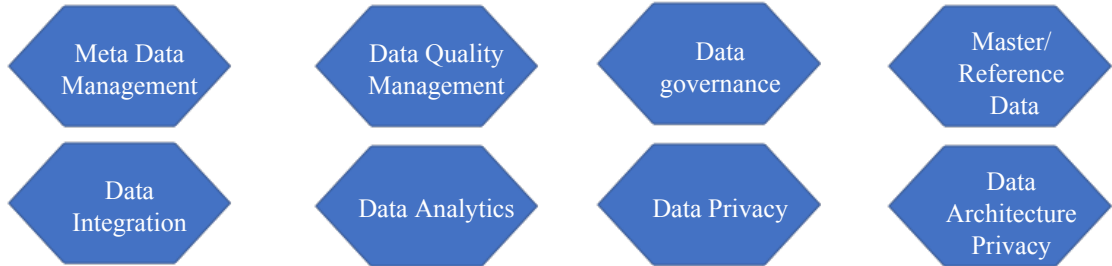 Meta Data
Management
Data Quality
Management
Data
governance
Master/
Reference
Data
Data
Integration
Data Analytics
Data Privacy
Data
Architecture
Privacy